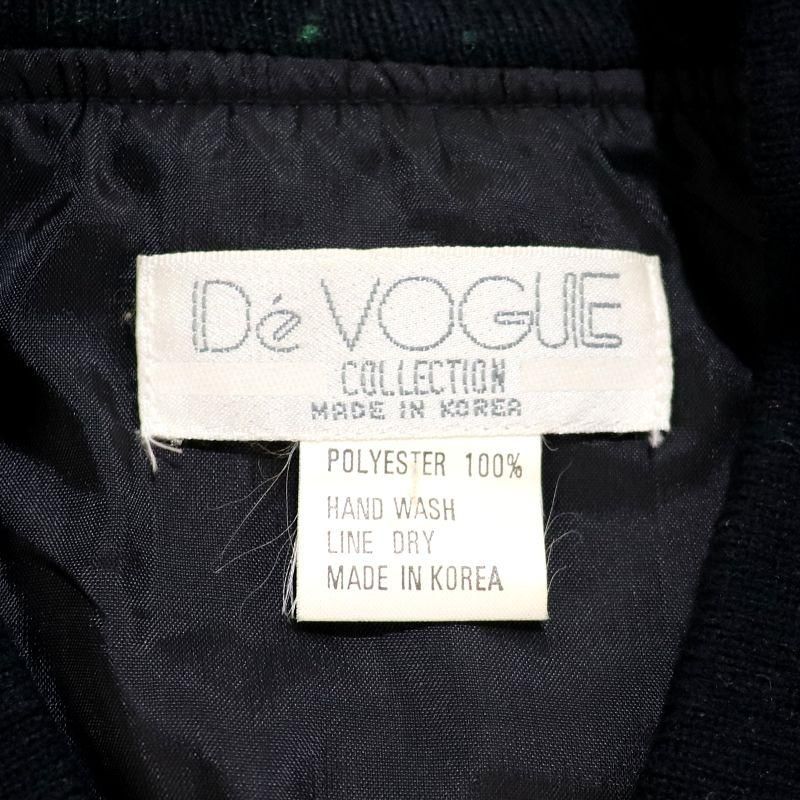 Dé VOGUE
COLLECTION
MADE IN KOREA
POLYESTER 100%
HAND WASH
LINE DRY
MADE IN KOREA